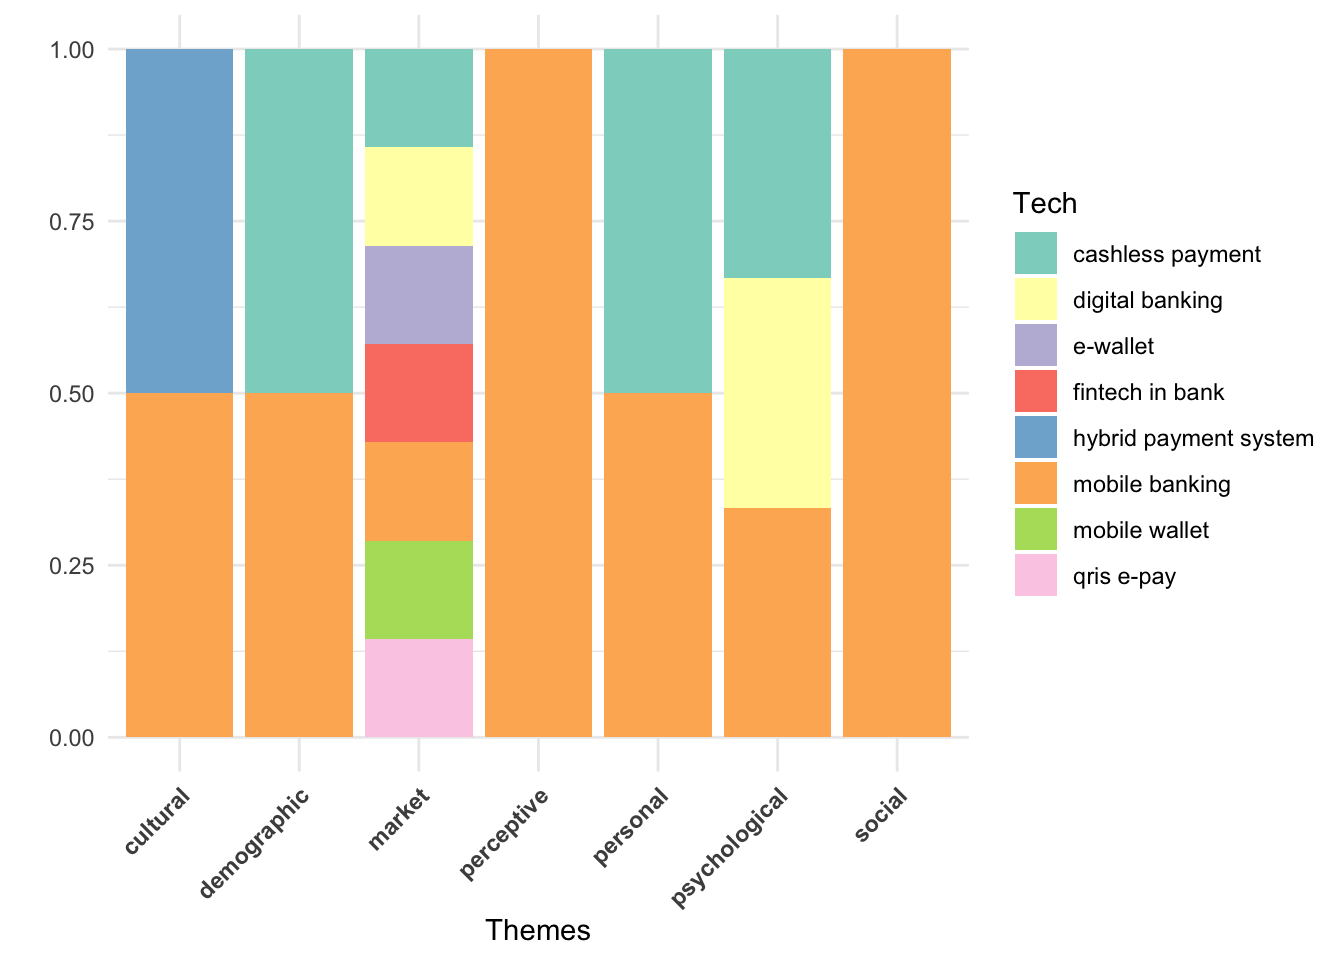 1.00
0.75
0.50
0.25
0.00
cultural
demographic
market
perceptive
personal
psychological
social
Themes
Tech
cashless payment
digital banking
e-wallet
fintech in bank
hybrid payment system
mobile banking
mobile wallet
qris e-pay